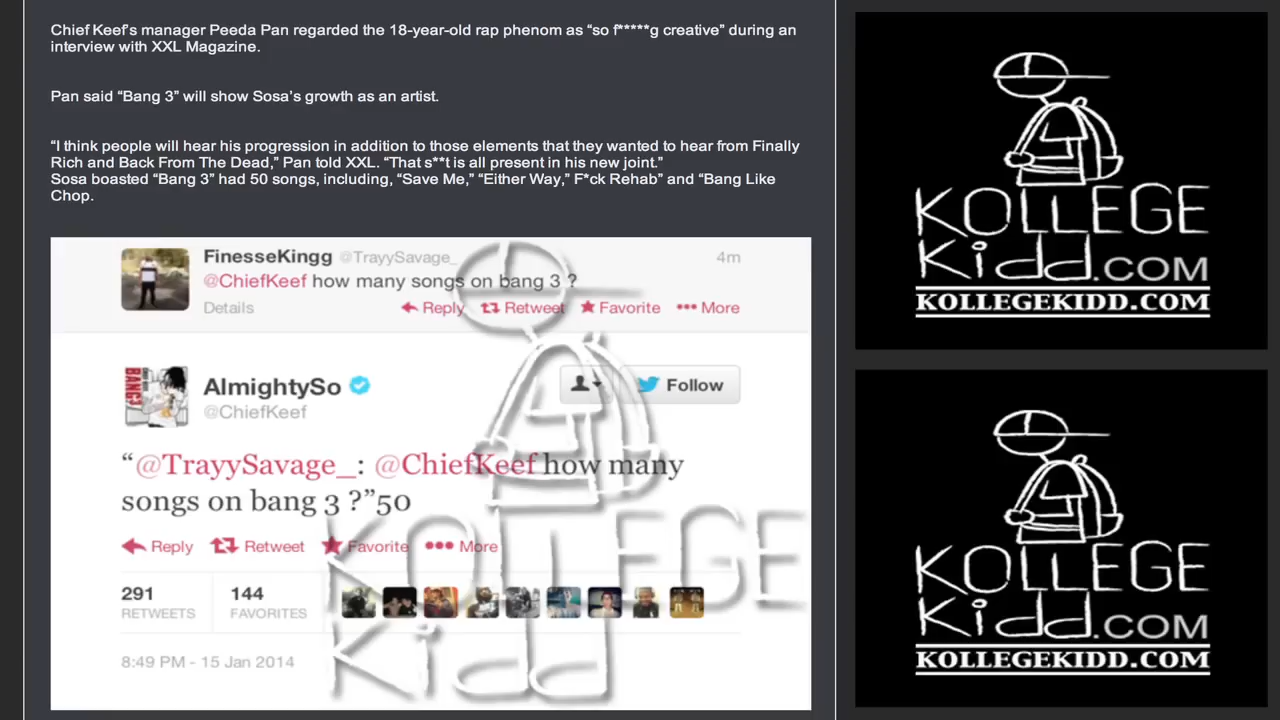 Chief Keef's manager Peeda Pan regarded the 18-year-old rap phenom as “so f*****g creative” during an
interview with XXL Magazine.
Pan said “Bang 3” will show Sosa's growth as an artist.
“I think people will hear his progression in addition to those elements that they wanted to hear from Finally
Rich and Back From The Dead,” Pan told XXL. “That s**t is all present in his new joint.”
Sosa boasted “Bang 3” had 50 songs, including, “Save Me,” “Either Way,” F*ck Rehab” and “Bang Like
Chop.
FinesseKingg @TrayySavage_ 4m
@ChiefKeef how many songs on bang 3 ?
Details Reply Retweet Favorite More
BANG
AlmightySo
Follow
@ChiefKeef
“@TrayySavage_: @ChiefKeef how many
songs on bang 3 ?”50
Reply Retweet Favorite More
291 144
RETWEETS FAVORITES
8:49 PM - 15 Jan 2014
KOLLEGE
Kidd
KOLLEGE
Kidd.COM
KOLLEGEKIDD.COM
KOLLEGE
Kidd.COM
KOLLEGEKIDD.COM